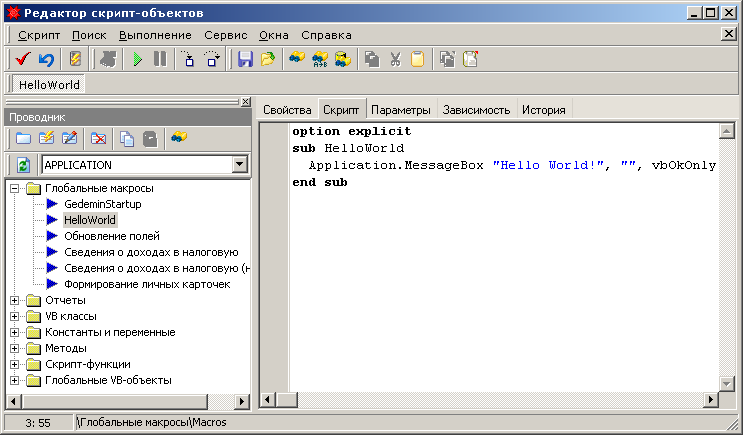 Редактор скрипт-объектов
Скрипт Поиск Выполнение Сервис Окна Справка
HelloWorld
Проводник
APPLICATION
Глобальные макросы
GedeminStartup
HelloWorld
Обновление полей
Сведения о доходах в налоговую
Сведения о доходах в налоговую (н
Формирование личных карточек
Отчеты
VB классы
Константы и переменные
Методы
Скрипт-функции
Глобальные VB-объекты
Свойства Скрипт Параметры Зависимость История
option explicit
sub HelloWorld
Application.MessageBox "Hello World!", "", vbOkOnly
end sub
3: 55 \Глобальные макросы\Macros